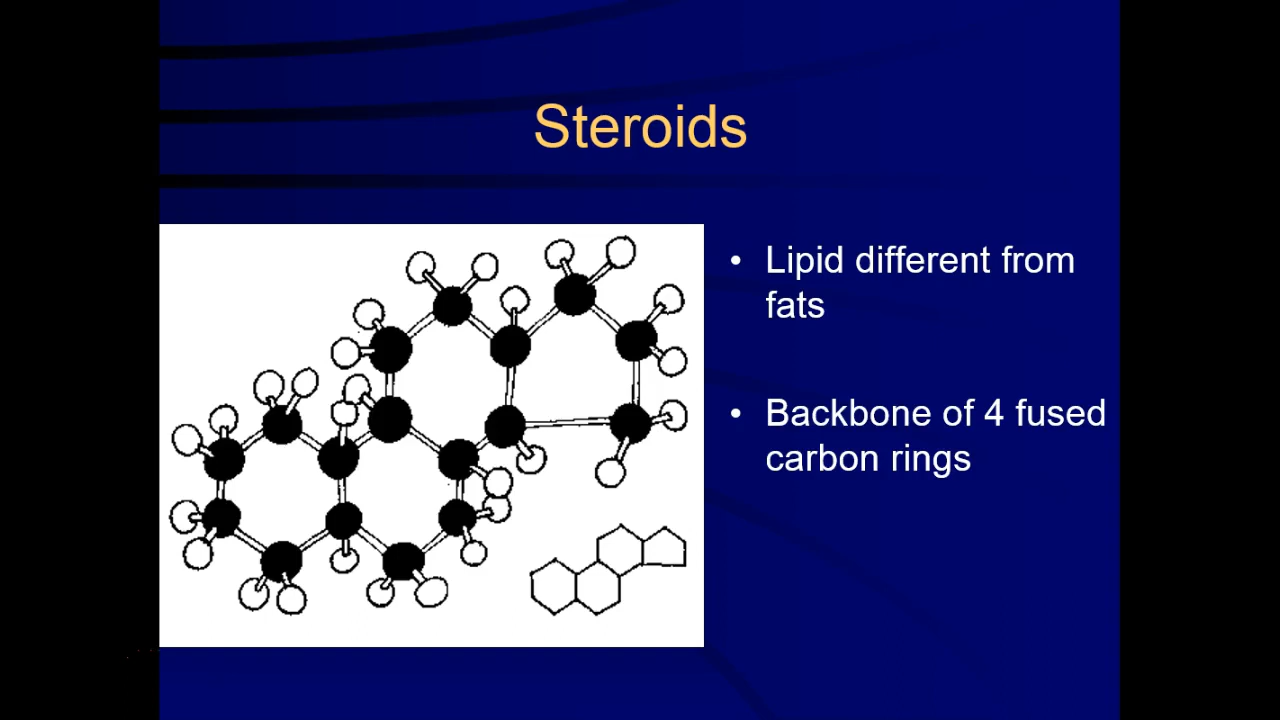 Steroids
• Lipid different from
fats
• Backbone of 4 fused
carbon rings